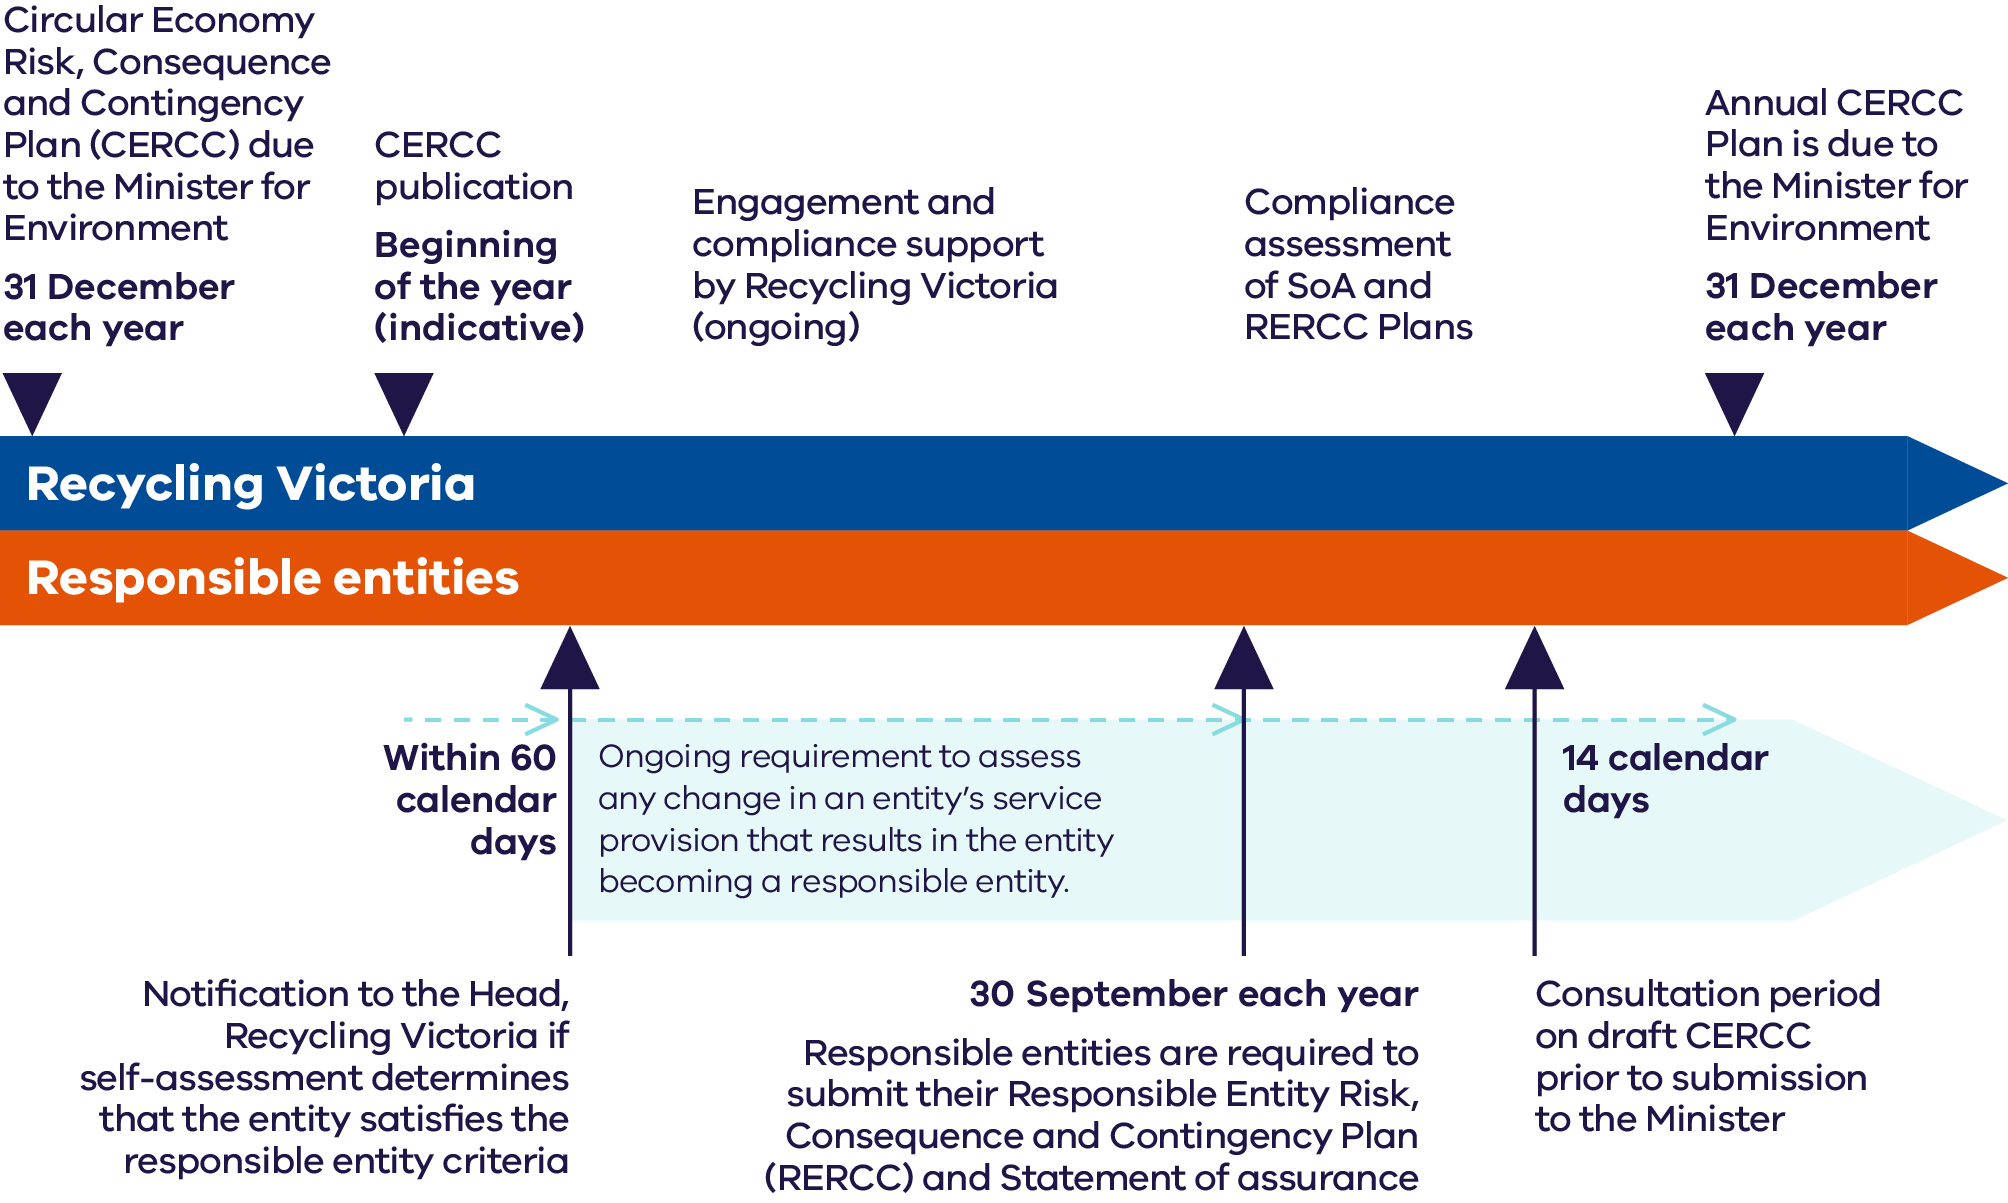 Circular Economy
Risk, Consequence
and Contingency
Plan (CERCC) due
to the Minister for
Environment
31 December
each year
CERCC
publication
Beginning
of the year
(indicative)
Engagement and
compliance support
by Recycling Victoria
(ongoing)
Compliance
assessment
of SoA and
RERCC Plans
Annual CERCC
Plan is due to
the Minister for
Environment
31 December
each year
Recycling Victoria
Responsible entities
Within 60
calendar
days
Ongoing requirement to assess
any change in an entity’s service
provision that results in the entity
becoming a responsible entity.
14 calendar
days
Notification to the Head,
Recycling Victoria if
self-assessment determines
that the entity satisfies the
responsible entity criteria
30 September each year
Responsible entities are required to
submit their Responsible Entity Risk,
Consequence and Contingency Plan
(RERCC) and Statement of assurance
Consultation period
on draft CERCC
prior to submission
to the Minister